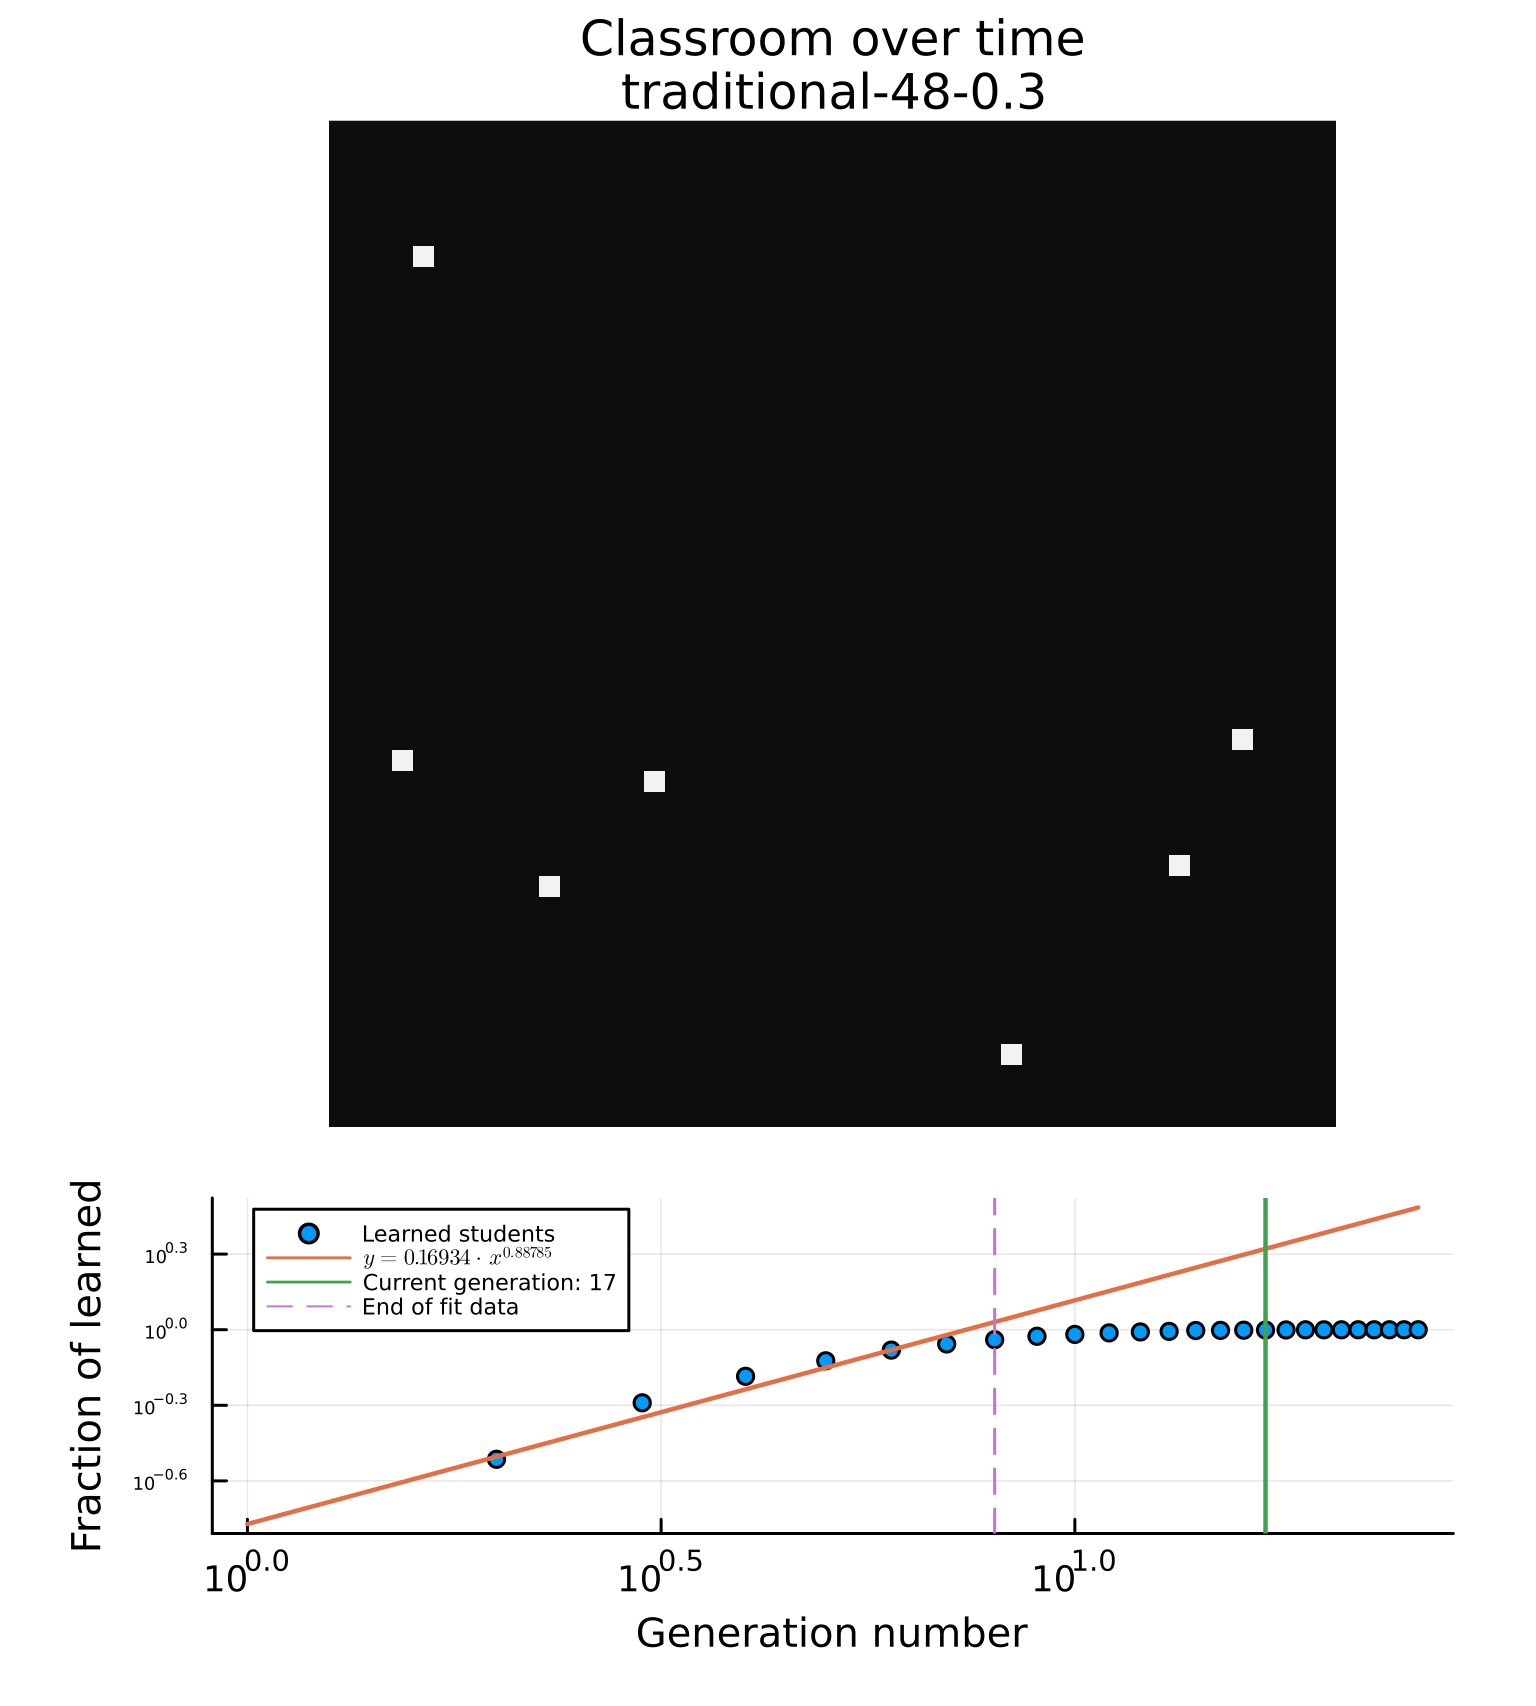 Classroom over time
traditional-48-0.3
Fraction of learned
10^0.3
10^0.0
10^−0.3
10^−0.6
Learned students
y = 0.16934 · x^0.88785
Current generation: 17
End of fit data
10^0.0
10^0.5
10^1.0
Generation number